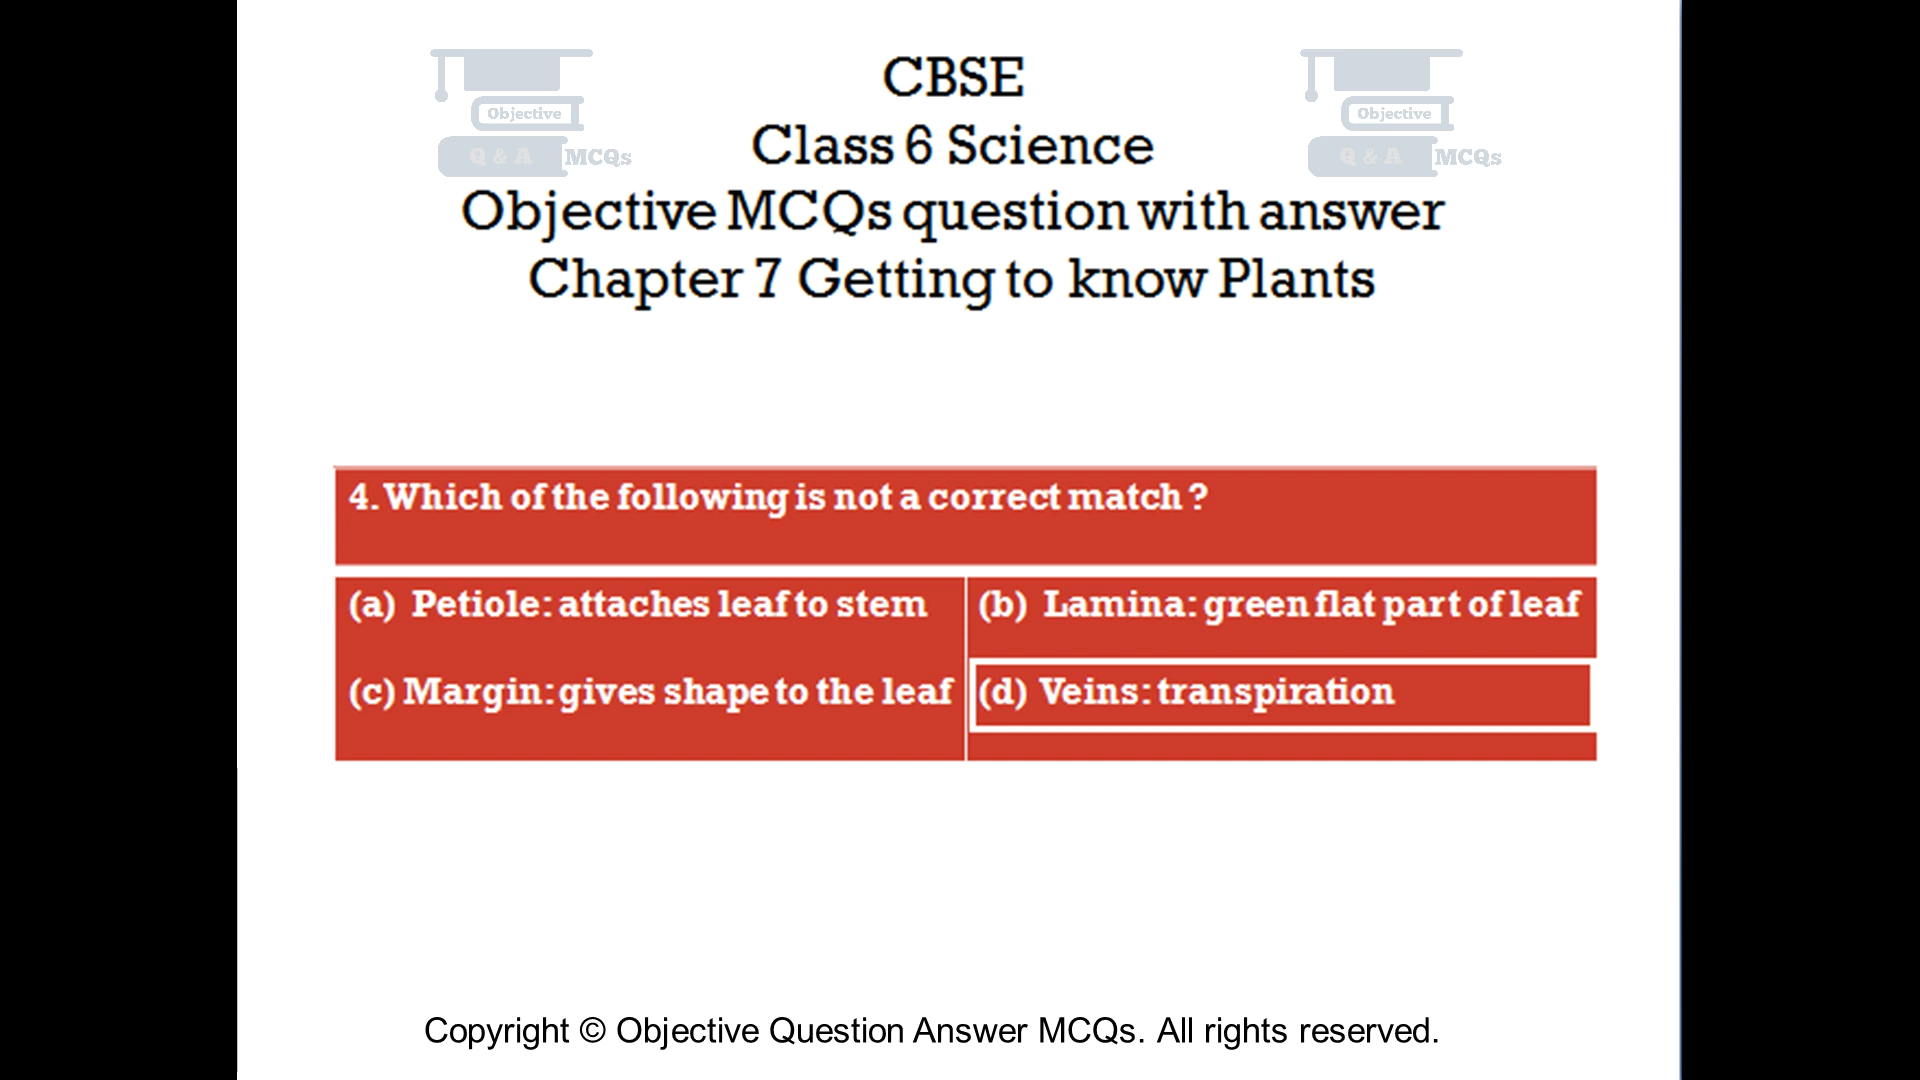 Objective
Q & A MCQs
Objective
Q & A MCQs
CBSE
Class 6 Science
Objective MCQs question with answer
Chapter 7 Getting to know Plants
4. Which of the following is not a correct match ?
(a) Petiole: attaches leaf to stem
(b) Lamina: green flat part of leaf
(c) Margin: gives shape to the leaf
(d) Veins: transpiration
Copyright © Objective Question Answer MCQs. All rights reserved.